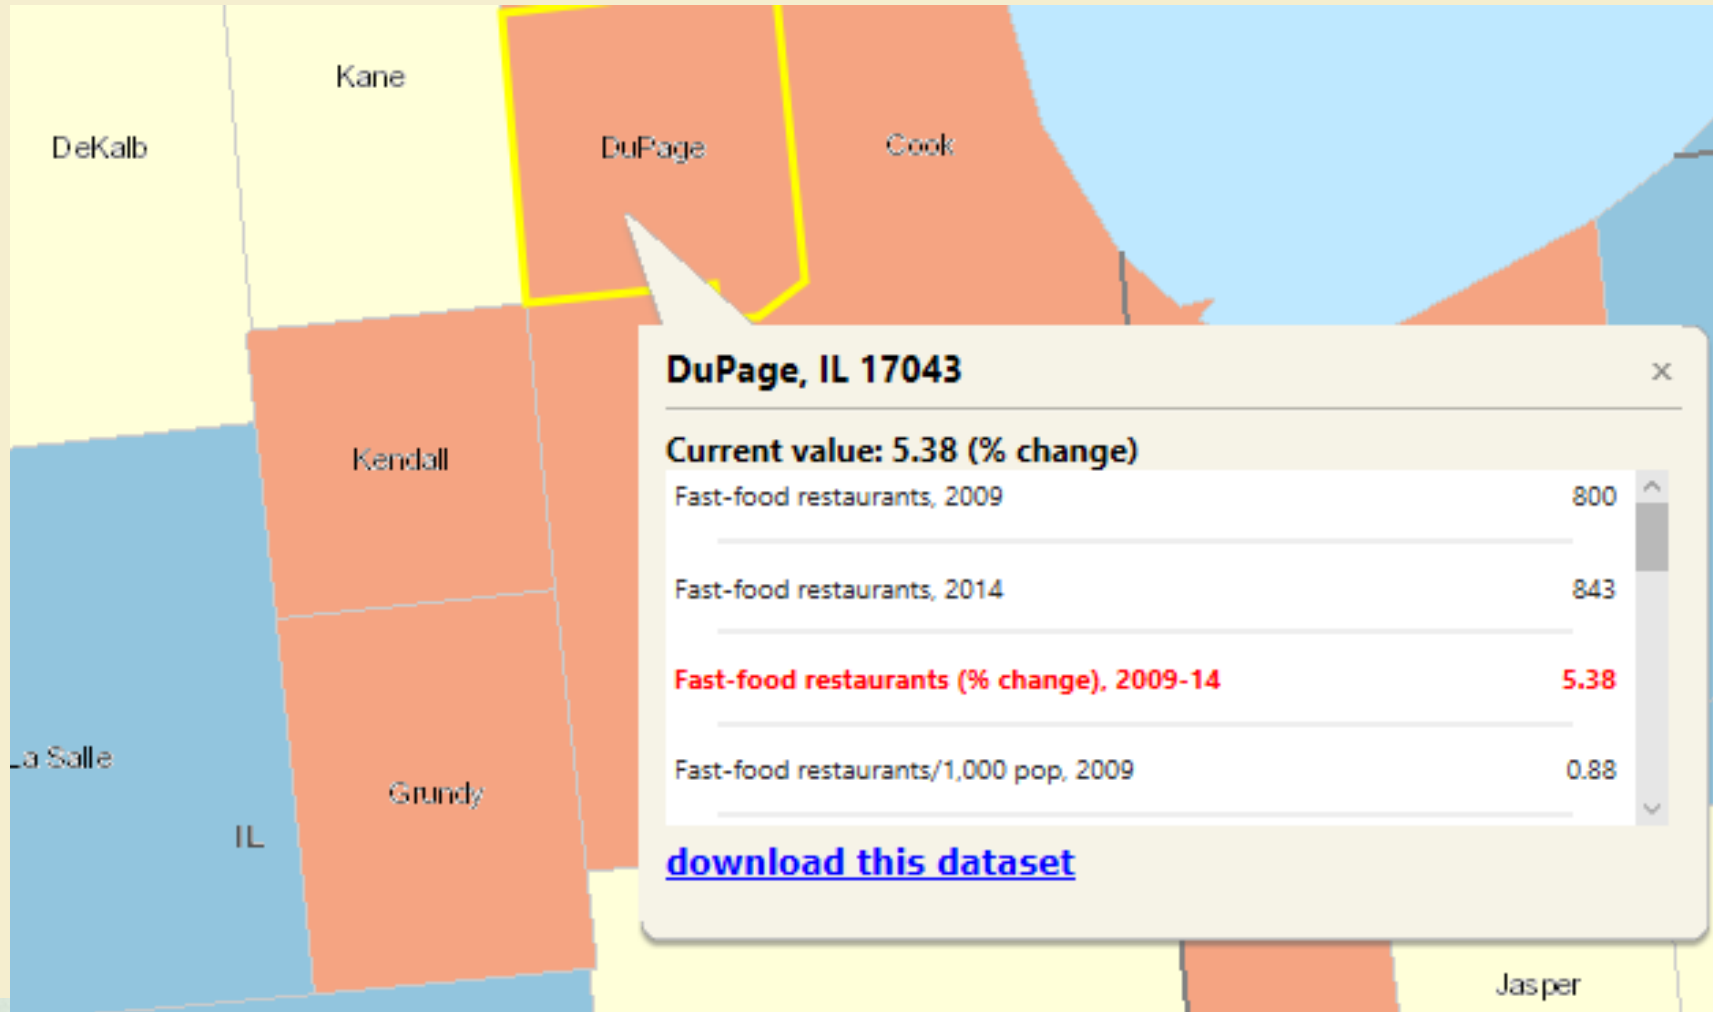 Kane
DeKalb
DuPage
Cook
DuPage, IL 17043
×
Current value: 5.38 (% change)
Fast-food restaurants, 2009 800
Fast-food restaurants, 2014 843
Fast-food restaurants (% change), 2009-14 5.38
Fast-food restaurants/1,000 pop, 2009 0.88
download this dataset
Kendall
La Salle
Grundy
IL
Jasper